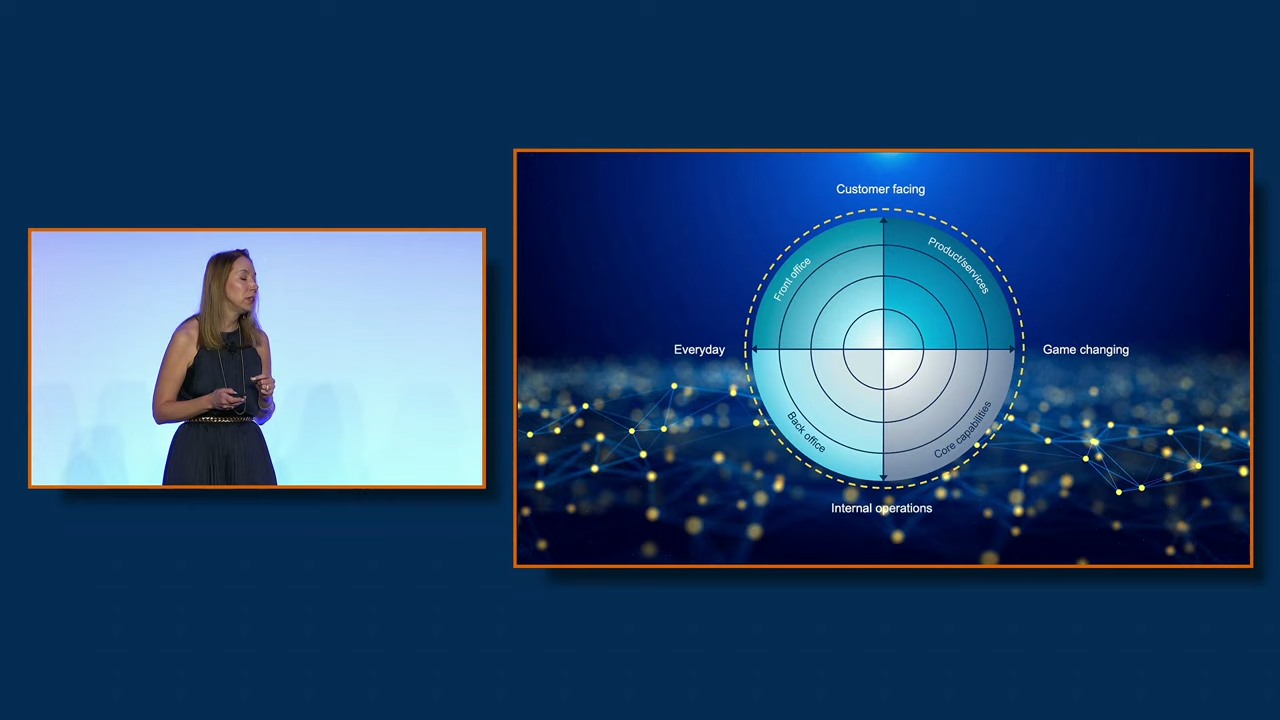 Customer facing
Front office
Product/services
Everyday
Game changing
Back office
Core capabilities
Internal operations